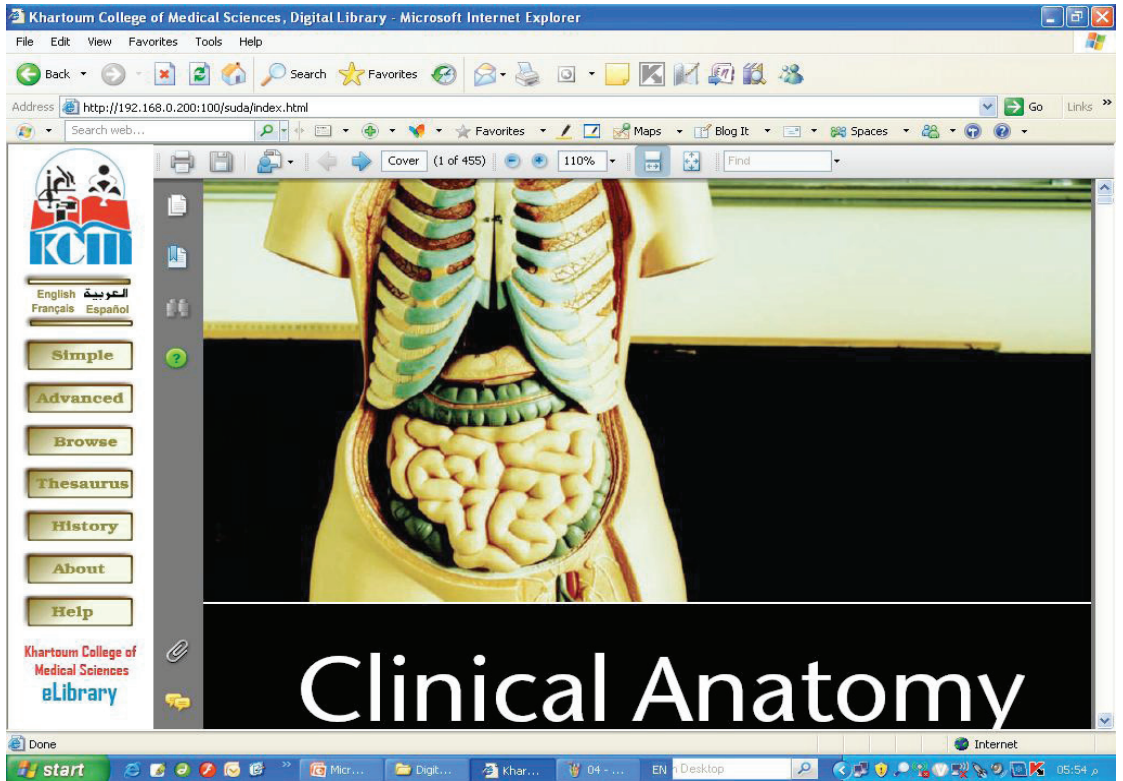 Khartoum College of Medical Sciences, Digital Library - Microsoft Internet Explorer
File Edit View Favorites Tools Help
Back Search Favorites
Address http://192.168.0.200:100/suda/index.html Go Links »
Search web... Favorites Maps Blog It Spaces
Cover (1 of 455) 110% Find
KCM
English العربية
Français Español
Simple
Advanced
Browse
Thesaurus
History
About
Help
Khartoum College of
Medical Sciences
eLibrary
Clinical Anatomy
Done Internet
start » Micr... Digit... Khar... 04 - ... EN Desktop 05:54 م